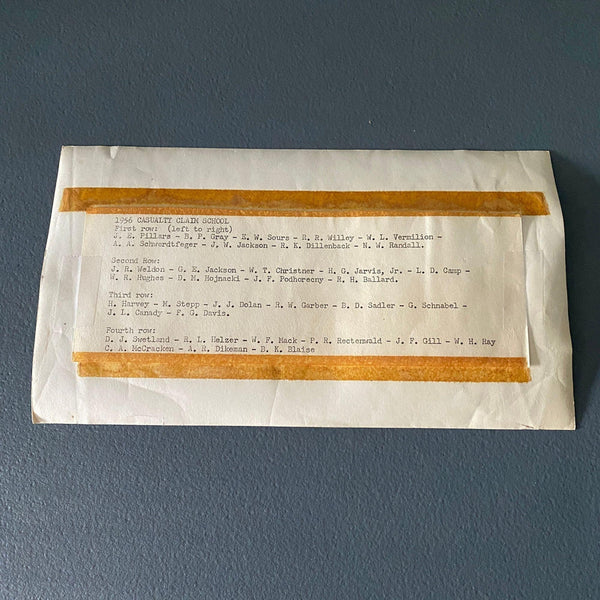 1956 CASUALTY CLAIM SCHOOL
First row: (left to right)
J. E. Pillars - B. P. Gray - E. W. Sours - R. R. Willey - W. L. Vermilion -
A. A. Schwerdtfeger - J. W. Jackson - R. K. Dillenback - N. W. Randall.
Second Row:
J. R. Weldon - G. E. Jackson - W. T. Christner - H. G. Jarvis, Jr. - L. D. Camp -
W. R. Hughes - D. M. Hojnacki - J. F. Podhorecny - R. H. Ballard.
Third row:
H. Harvey - M. Stepp - J. J. Dolan - R. W. Garber - B. D. Sadler - G. Schnabel -
J. L. Canady - F. G. Davis.
Fourth row:
D. J. Swetland - R. L. Helzer - W. F. Mack - P. R. Rectenwald - J. F. Gill - W. H. Ray
C. A. McCracken - A. R. Dikeman - B. K. Blaise